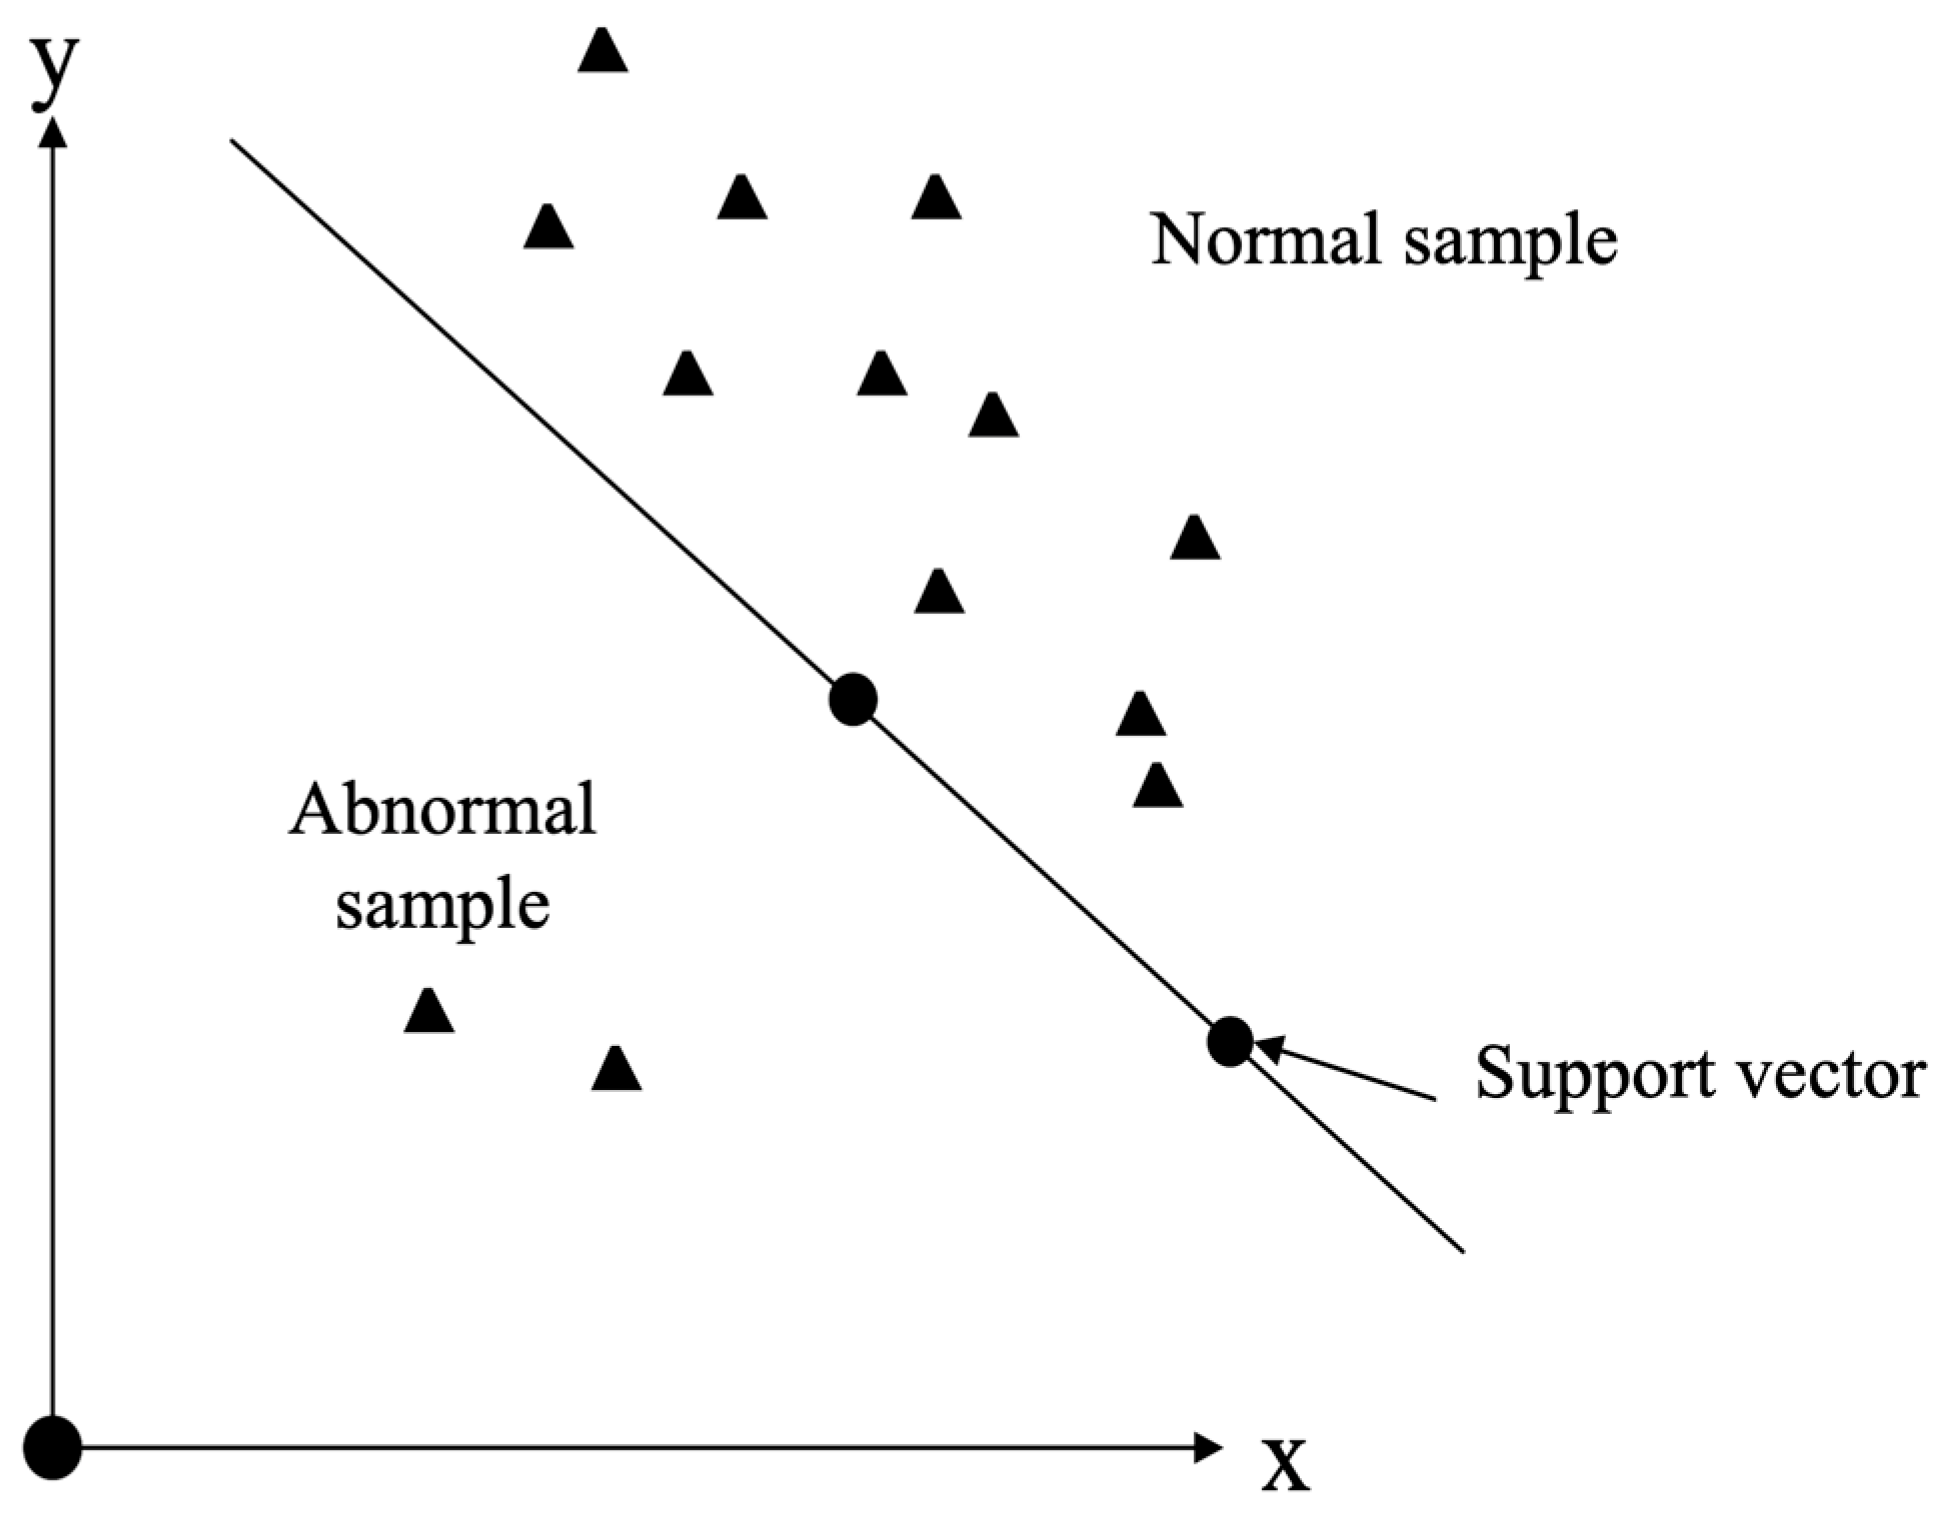 y
Normal sample
Abnormal
sample
Support vector
x